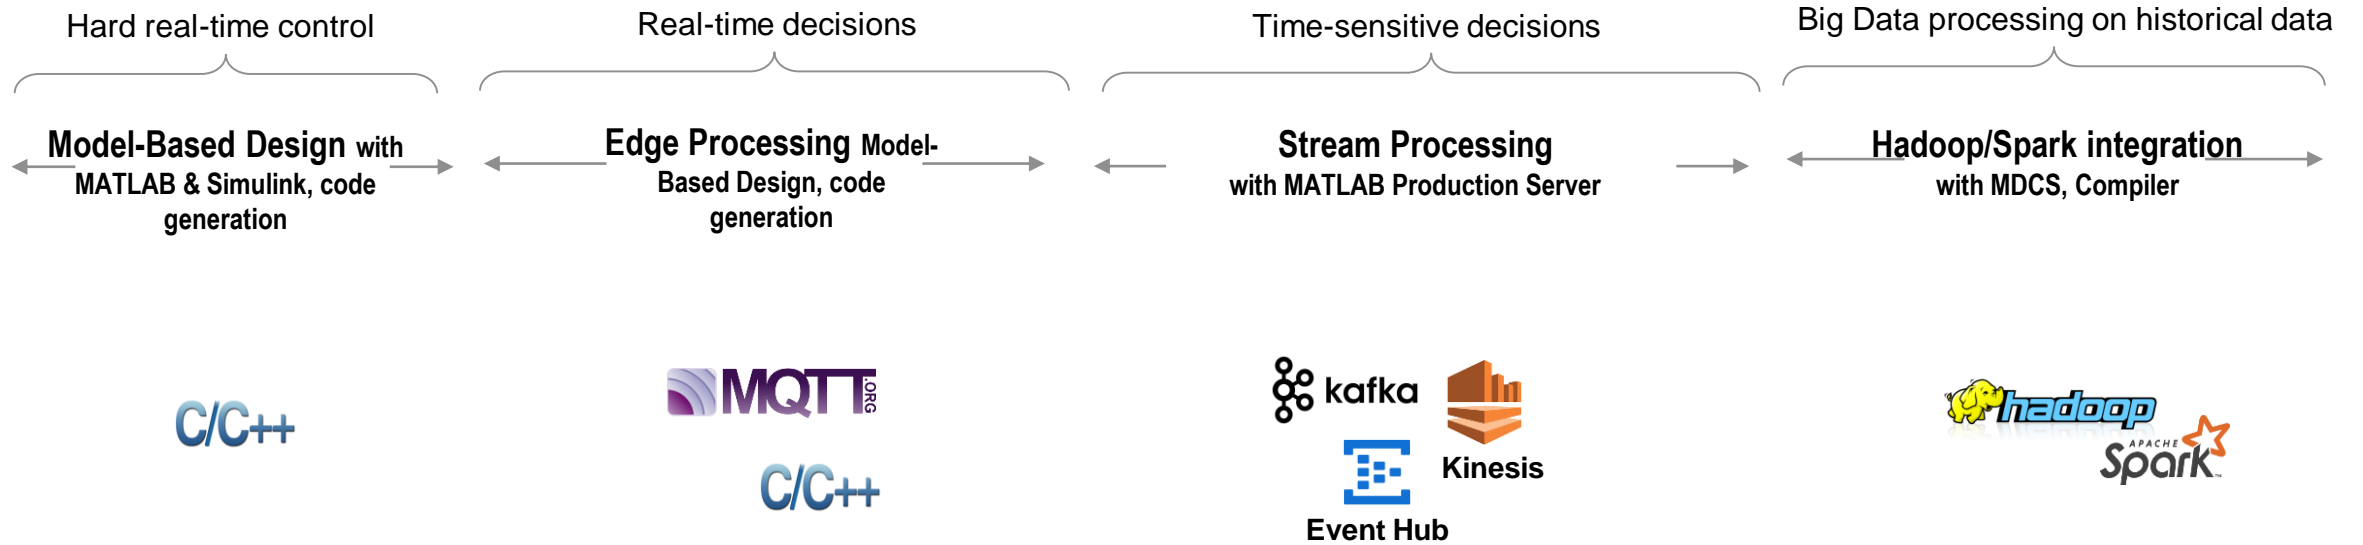 Hard real-time control
Real-time decisions
Time-sensitive decisions
Big Data processing on historical data
Model-Based Design with
MATLAB & Simulink, code
generation
Edge Processing Model-
Based Design, code
generation
Stream Processing
with MATLAB Production Server
Hadoop/Spark integration
with MDCS, Compiler
C/C++
MQTT.ORG
C/C++
kafka
Kinesis
Event Hub
hadoop
APACHE
Spark™